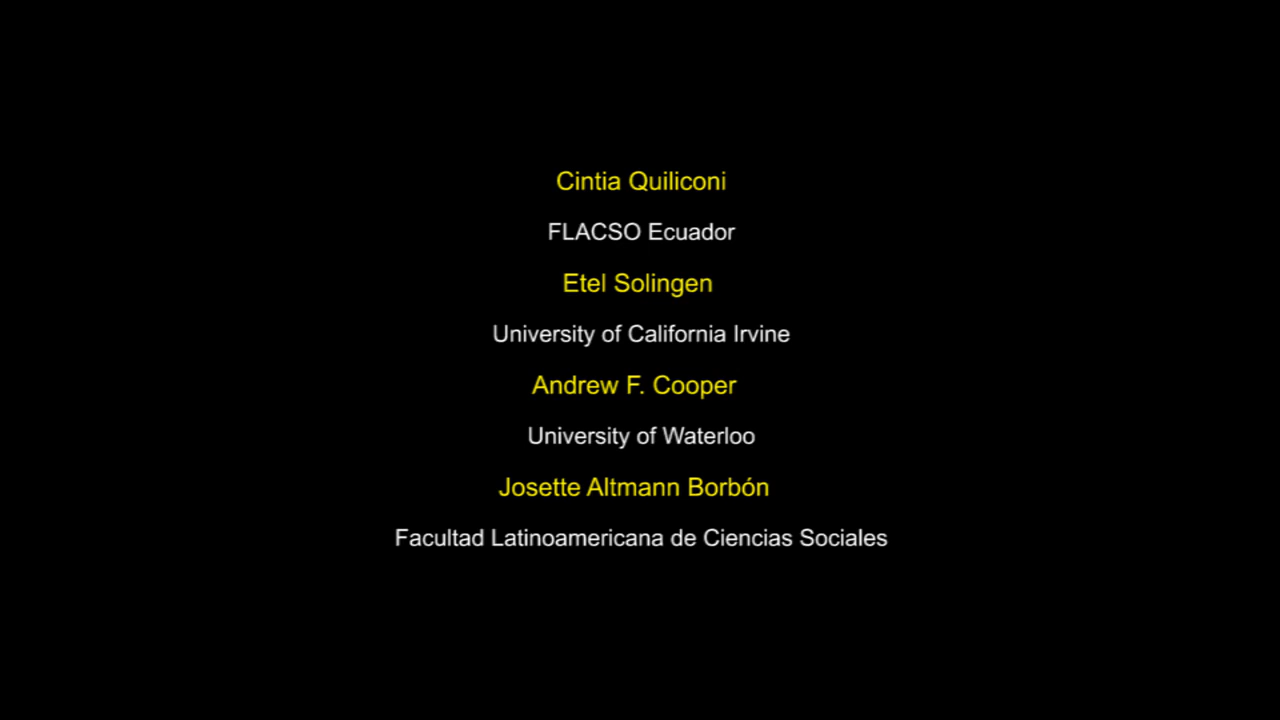 Cintia Quiliconi
FLACSO Ecuador
Etel Solingen
University of California Irvine
Andrew F. Cooper
University of Waterloo
Josette Altmann Borbón
Facultad Latinoamericana de Ciencias Sociales